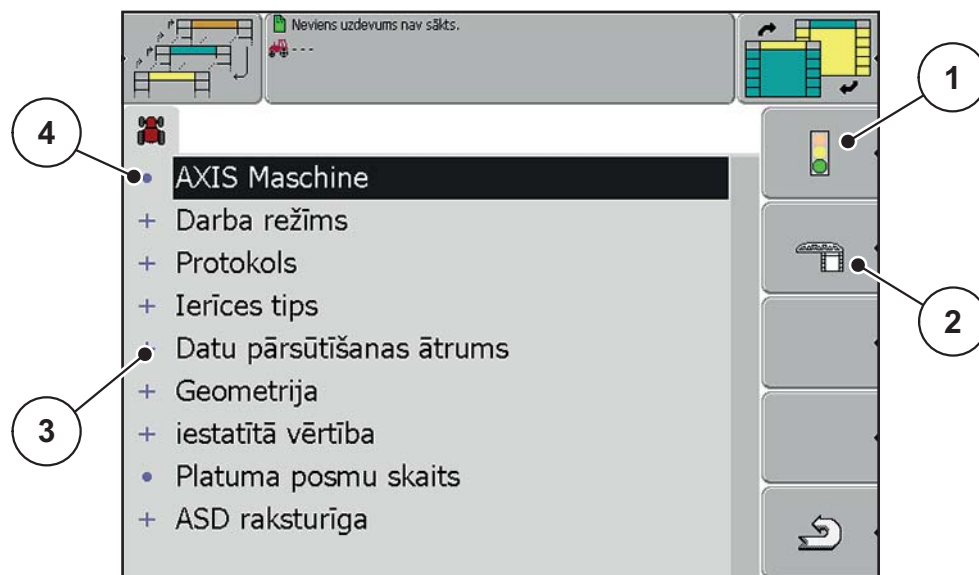 Neviens uzdevums nav sākts.
---
1
4
AXIS Maschine
Darba režīms
2
Protokols
Ierīces tips
Datu pārsūtīšanas ātrums
3
Geometrija
iestatītā vērtība
Platuma posmu skaits
ASD raksturīga